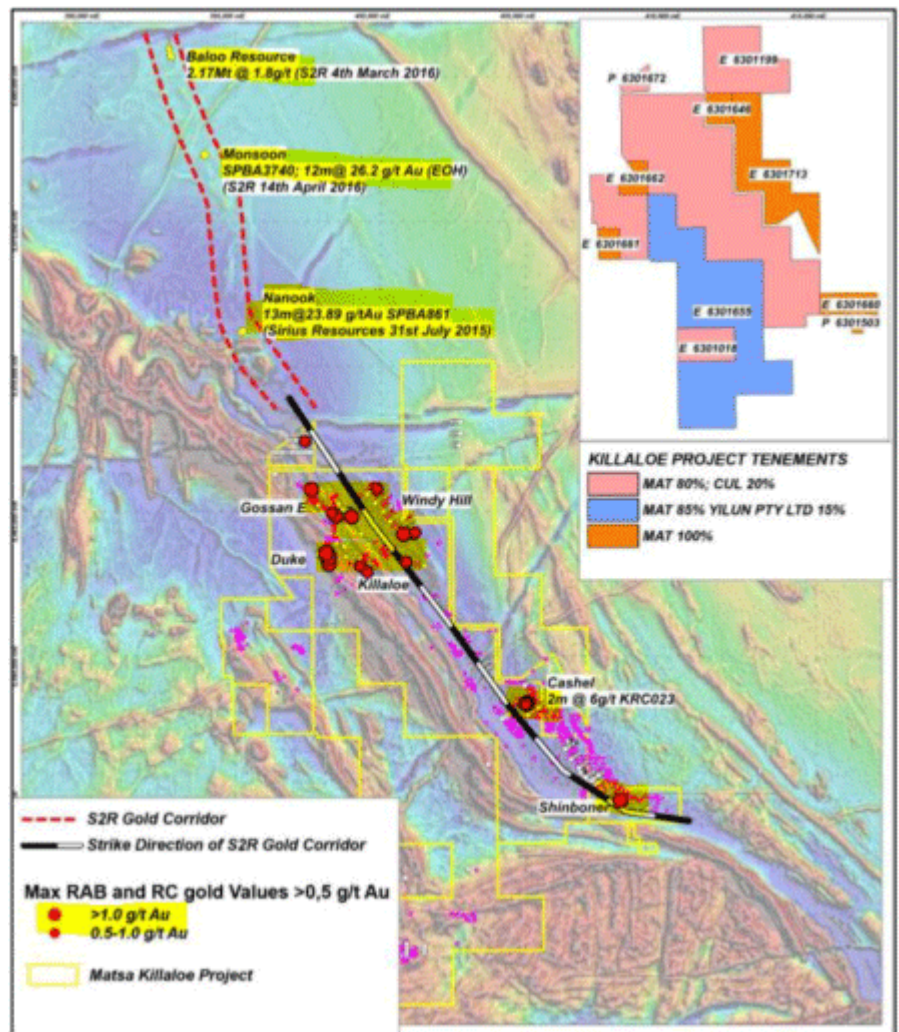 Baloo Resource
2.17Mt @ 1.8g/t (S2R 4th March 2016)
Monsoon
SPBA3740; 12m@ 26.2 g/t Au (EOH)
(S2R 14th April 2016)
Nanook
13m@23.89 g/tAu SPBA861
(Sirius Resources 31st July 2015)
Gossan E
Windy Hill
Duke
Killaloe
Cashel
2m @ 6g/t KRC023
Shinboner
E 6301199
P 6301672
E 6301646
E 6301662
E 6301713
E 6301661
E 6301655
E 6301660
P 6301503
E 6301018
KILLALOE PROJECT TENEMENTS
MAT 80%; CUL 20%
MAT 85% YILUN PTY LTD 15%
MAT 100%
S2R Gold Corridor
Strike Direction of S2R Gold Corridor
Max RAB and RC gold Values >0,5 g/t Au
>1.0 g/t Au
0.5-1.0 g/t Au
Matsa Killaloe Project